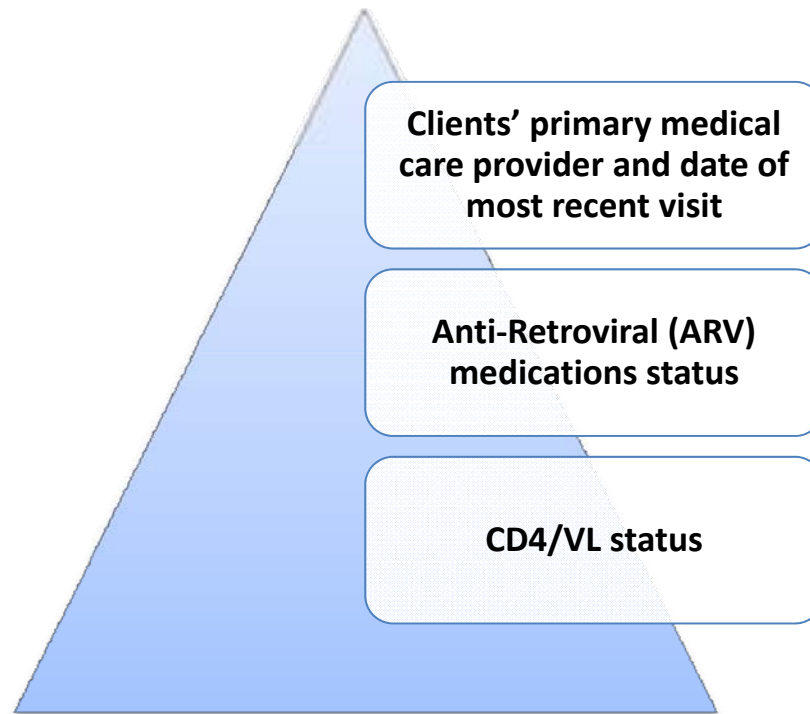 Clients’ primary medical
care provider and date of
most recent visit
Anti-Retroviral (ARV)
medications status
CD4/VL status